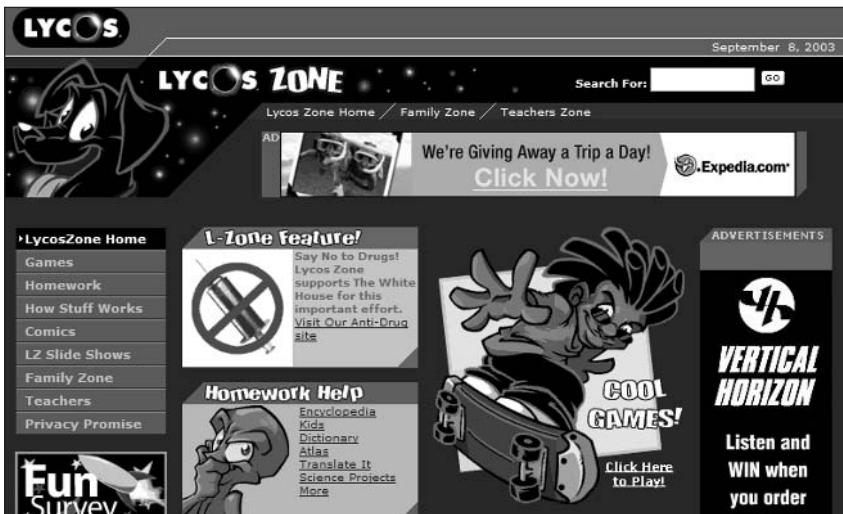 LYCOS
September 8, 2003
LYCOS ZONE
Search For:
GO
Lycos Zone Home / Family Zone / Teachers Zone
AD
We're Giving Away a Trip a Day!
Click Now!
Expedia.com
LycosZone Home
Games
Homework
How Stuff Works
Comics
LZ Slide Shows
Family Zone
Teachers
Privacy Promise
Fun
Survey
L-Zone Feature!
Say No to Drugs!
Lycos Zone
supports The White
House for this
important effort.
Visit Our Anti-Drug
site
Homework Help
Encyclopedia
Kids
Dictionary
Atlas
Translate It
Science Projects
More
COOL
GAMES!
Click Here
to Play!
ADVERTISEMENTS
VERTICAL
HORIZON
Listen and
WIN when
you order